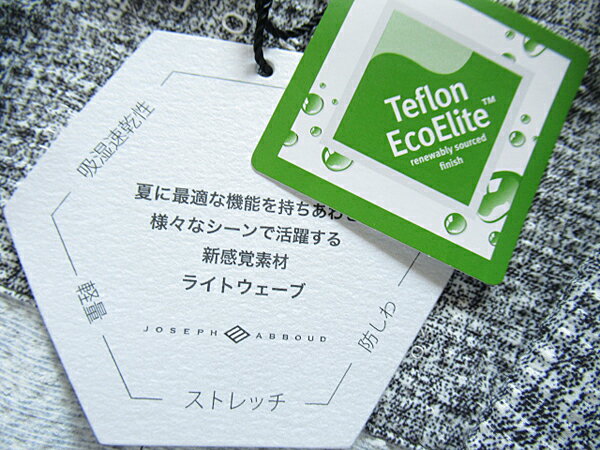 Teflon
EcoElite™
renewably sourced
finish
吸湿速乾性
夏に最適な機能を持ちあわ
様々なシーンで活躍する
新感覚素材
ライトウェーブ
軽量
防しわ
JOSEPH ABBOUD
ストレッチ